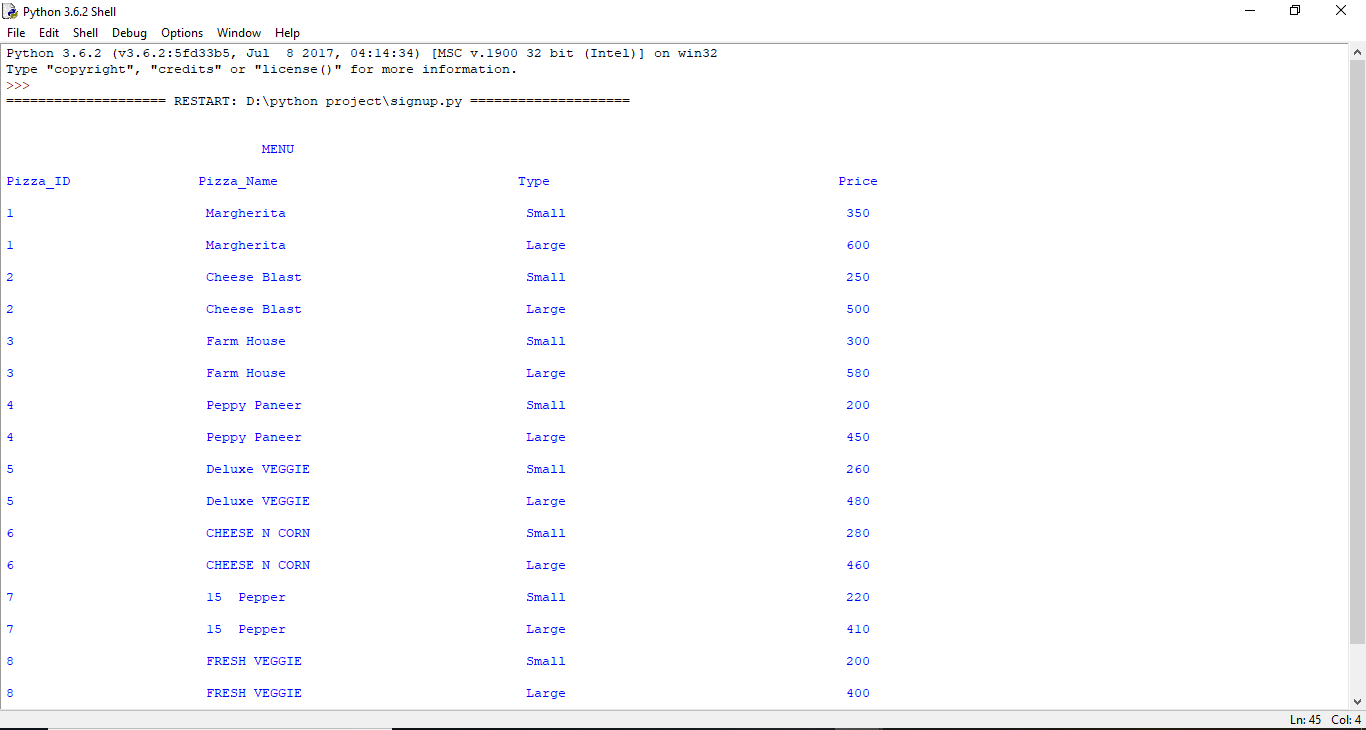 Python 3.6.2 Shell
File Edit Shell Debug Options Window Help
Python 3.6.2 (v3.6.2:5fd33b5, Jul  8 2017, 04:14:34) [MSC v.1900 32 bit (Intel)] on win32
Type "copyright", "credits" or "license()" for more information.
>>>
==================== RESTART: D:\python project\signup.py ====================
MENU
Pizza_ID Pizza_Name Type Price
1 Margherita Small 350
1 Margherita Large 600
2 Cheese Blast Small 250
2 Cheese Blast Large 500
3 Farm House Small 300
3 Farm House Large 580
4 Peppy Paneer Small 200
4 Peppy Paneer Large 450
5 Deluxe VEGGIE Small 260
5 Deluxe VEGGIE Large 480
6 CHEESE N CORN Small 280
6 CHEESE N CORN Large 460
7 15  Pepper Small 220
7 15  Pepper Large 410
8 FRESH VEGGIE Small 200
8 FRESH VEGGIE Large 400
Ln: 45 Col: 4